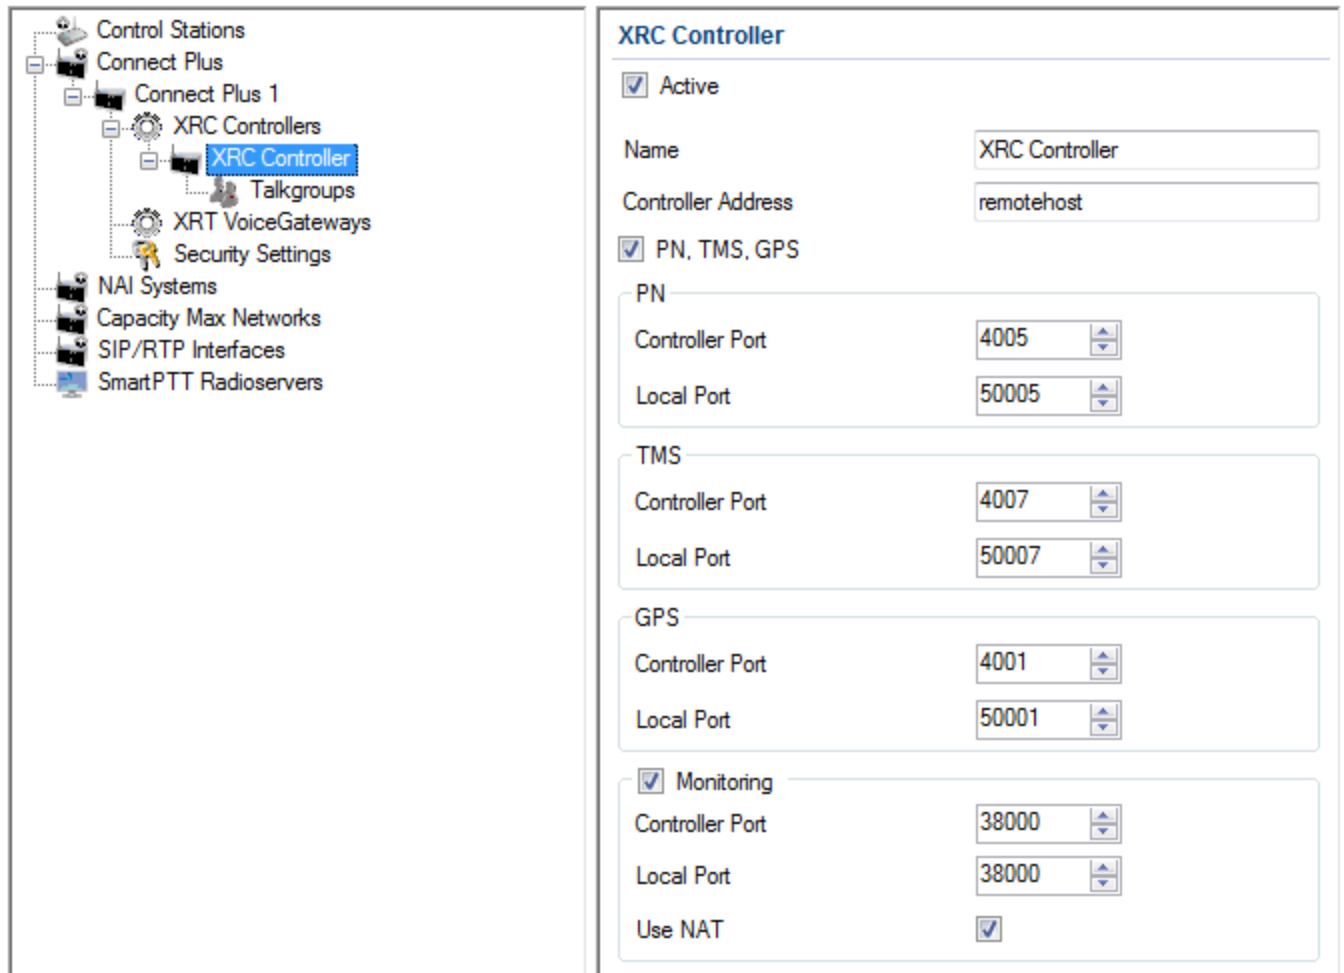 Control Stations
Connect Plus
Connect Plus 1
XRC Controllers
XRC Controller
Talkgroups
XRT VoiceGateways
Security Settings
NAI Systems
Capacity Max Networks
SIP/RTP Interfaces
SmartPTT Radioservers
XRC Controller
Active
Name XRC Controller
Controller Address remotehost
PN, TMS, GPS
PN
Controller Port 4005
Local Port 50005
TMS
Controller Port 4007
Local Port 50007
GPS
Controller Port 4001
Local Port 50001
Monitoring
Controller Port 38000
Local Port 38000
Use NAT